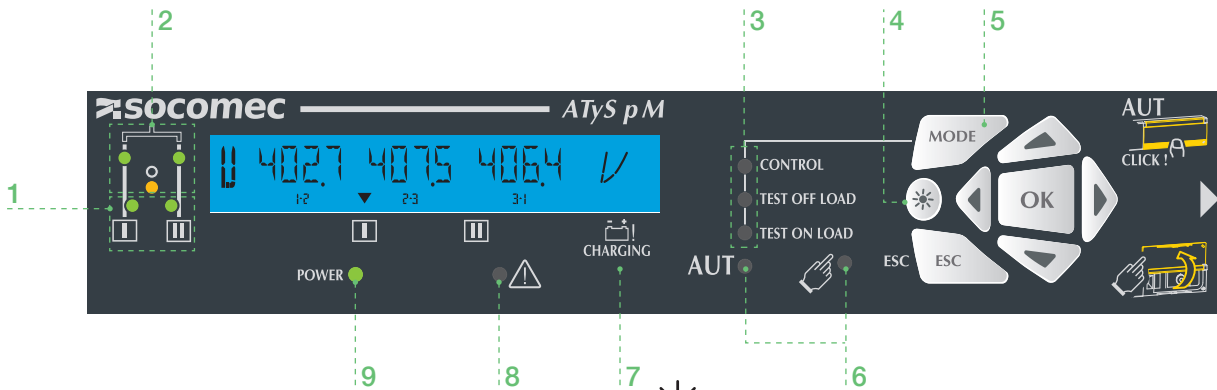 2 3 4 5
socomec ATyS p M
AUT
MODE
CLICK !
U 402.7 407.5 406.4 V
1-2 2-3 3-1
CONTROL
1
TEST OFF LOAD
OK
I II
I II
TEST ON LOAD
CHARGING
POWER
AUT
ESC ESC
9 8 7 6